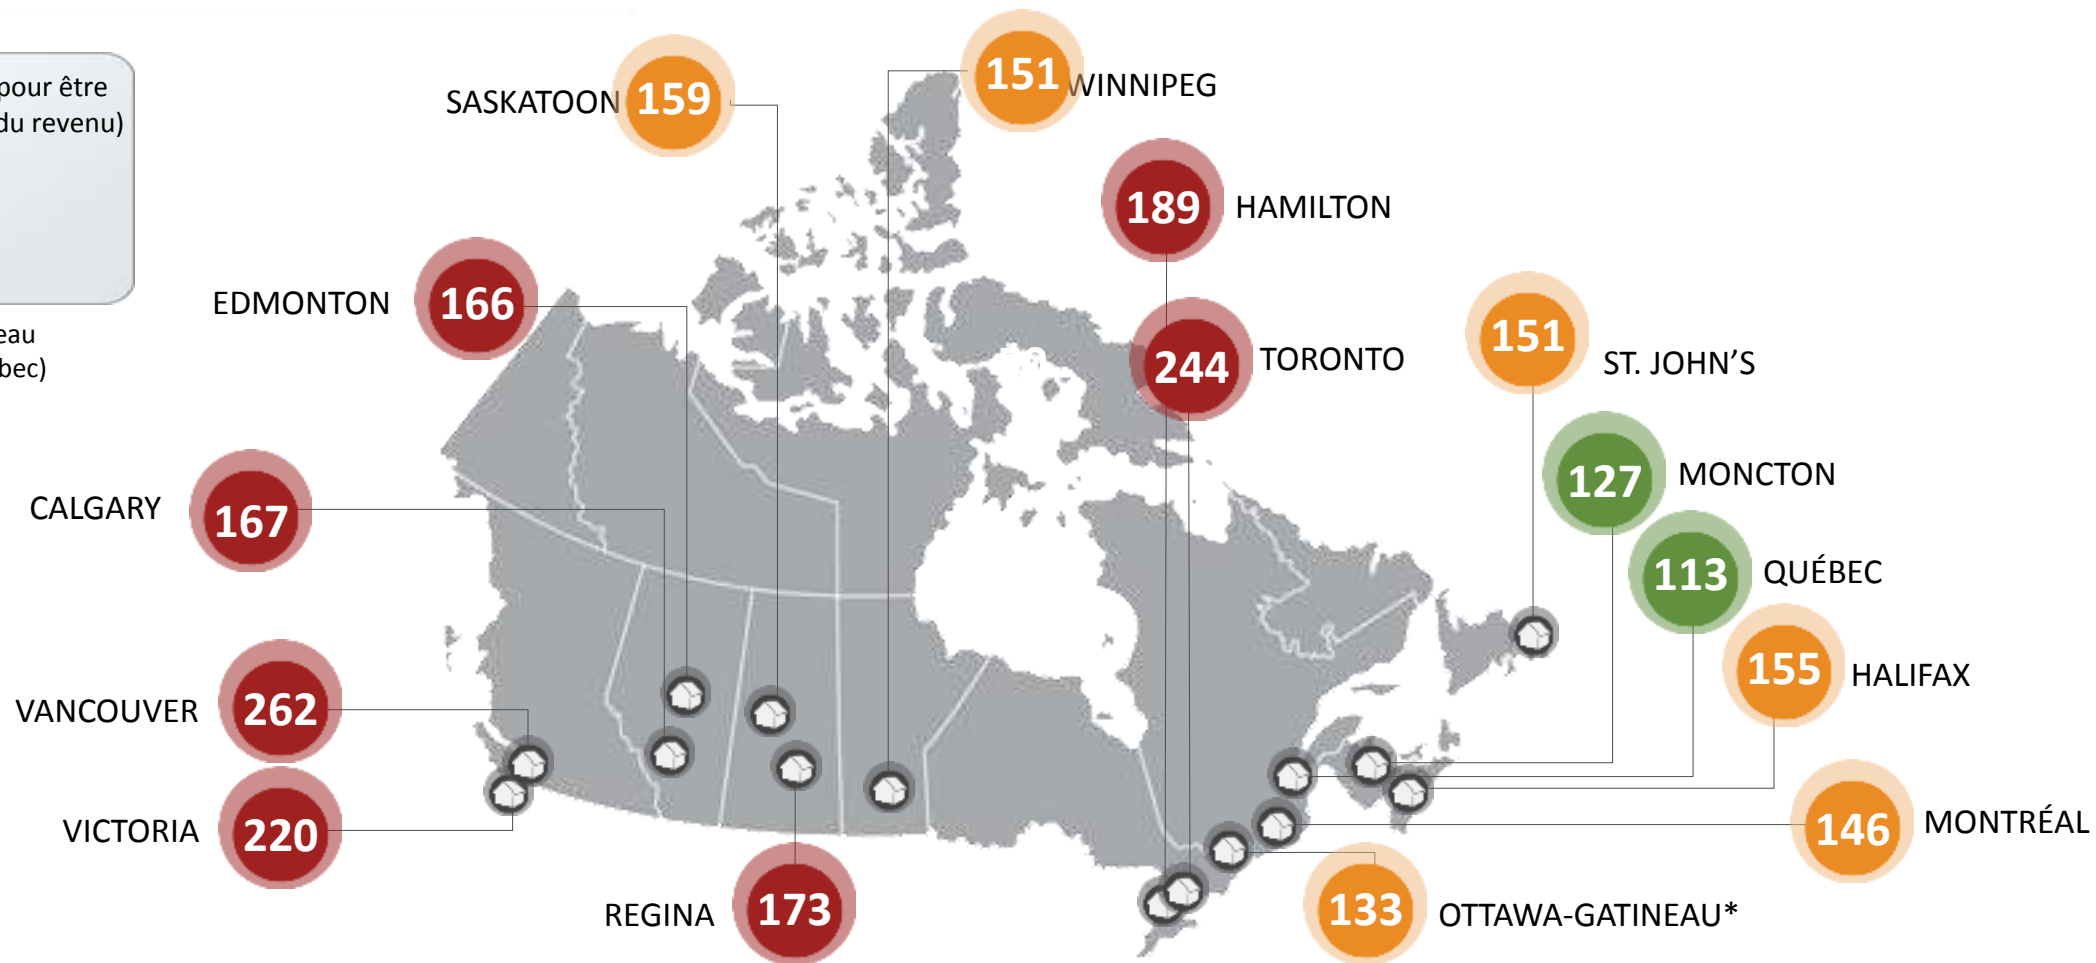 pour être
du revenu)
eau
bec)
SASKATOON 159
151 WINNIPEG
189 HAMILTON
EDMONTON 166
244 TORONTO
151 ST. JOHN'S
127 MONCTON
CALGARY 167
113 QUÉBEC
155 HALIFAX
VANCOUVER 262
VICTORIA 220
146 MONTRÉAL
REGINA 173
133 OTTAWA-GATINEAU*